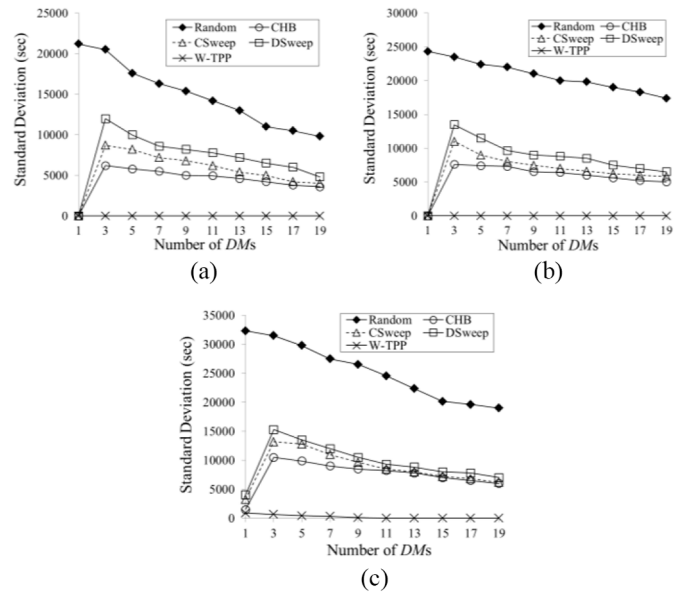 25000
20000
15000
10000
5000
0
Standard Deviation (sec)
Random
CHB
CSweep
DSweep
W-TPP
1 3 5 7 9 11 13 15 17 19
Number of DMs
(a)
30000
25000
20000
15000
10000
5000
0
Standard Deviation (sec)
Random
CHB
CSweep
DSweep
W-TPP
1 3 5 7 9 11 13 15 17 19
Number of DMs
(b)
35000
30000
25000
20000
15000
10000
5000
0
Standard Deviation (sec)
Random
CHB
CSweep
DSweep
W-TPP
1 3 5 7 9 11 13 15 17 19
Number of DMs
(c)